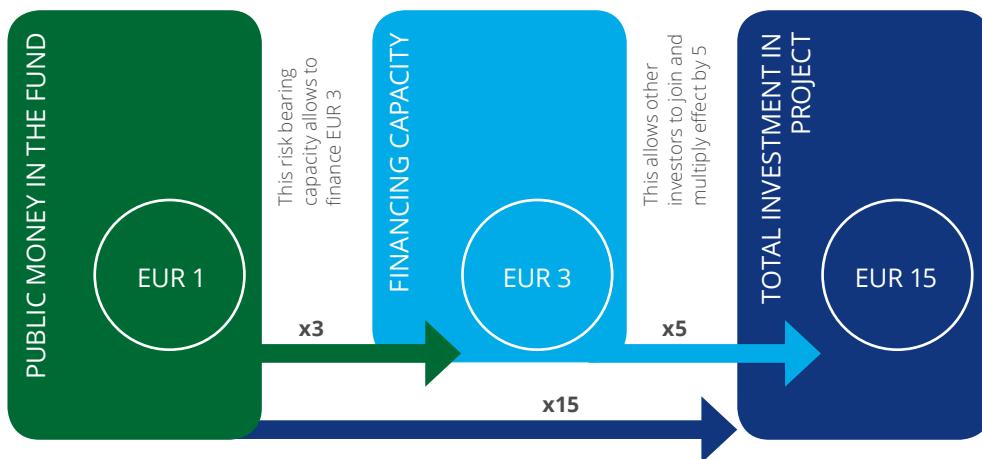 PUBLIC MONEY IN THE FUND
EUR 1
This risk bearing
capacity allows to
finance EUR 3
x3
FINANCING CAPACITY
EUR 3
This allows other
investors to join and
multiply effect by 5
x5
TOTAL INVESTMENT IN
PROJECT
EUR 15
x15